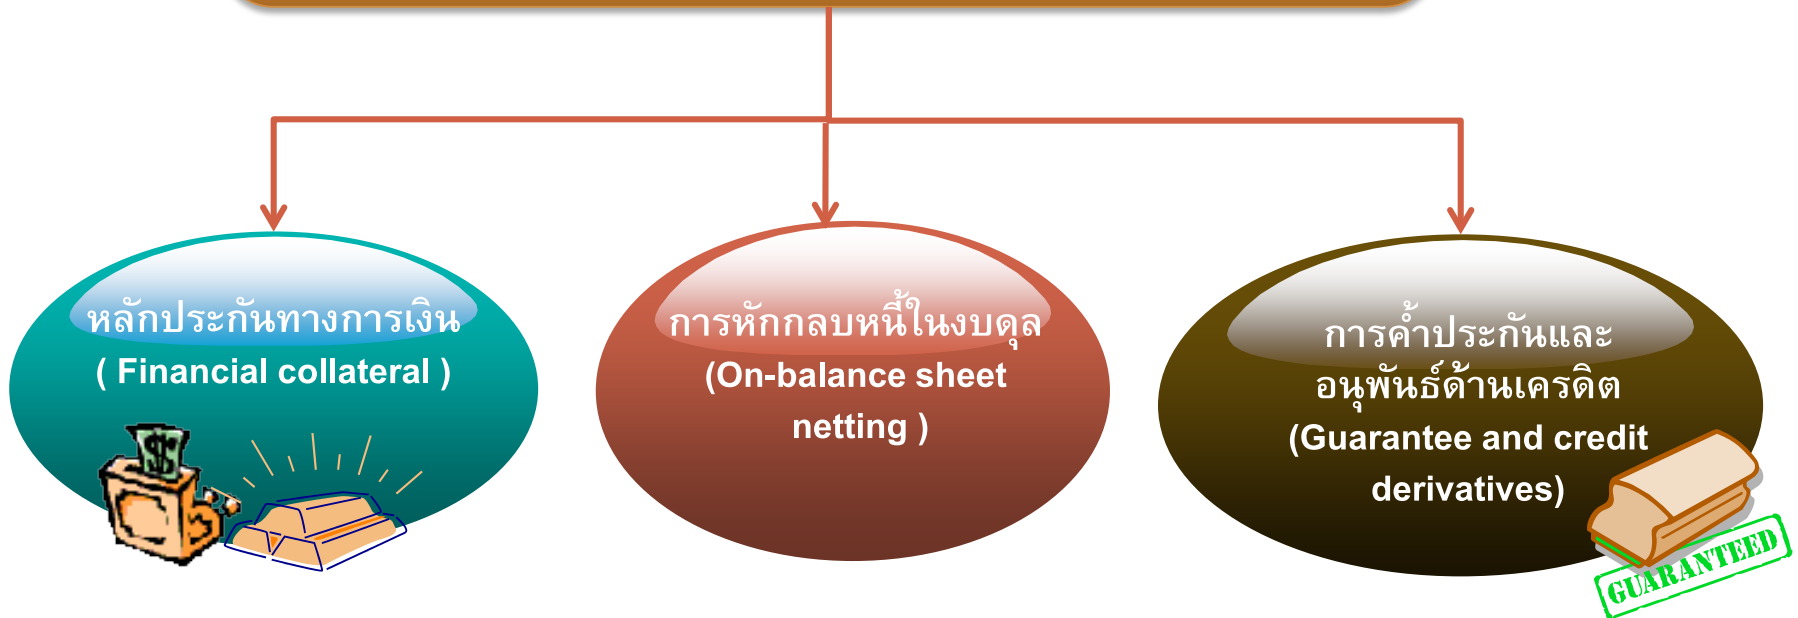 หลักประกันทางการเงิน
( Financial collateral )
การหักกลบหนี้ในงบดุล
(On-balance sheet
netting )
การค้ำประกันและ
อนุพันธ์ด้านเครดิต
(Guarantee and credit
derivatives)
GUARANTEED